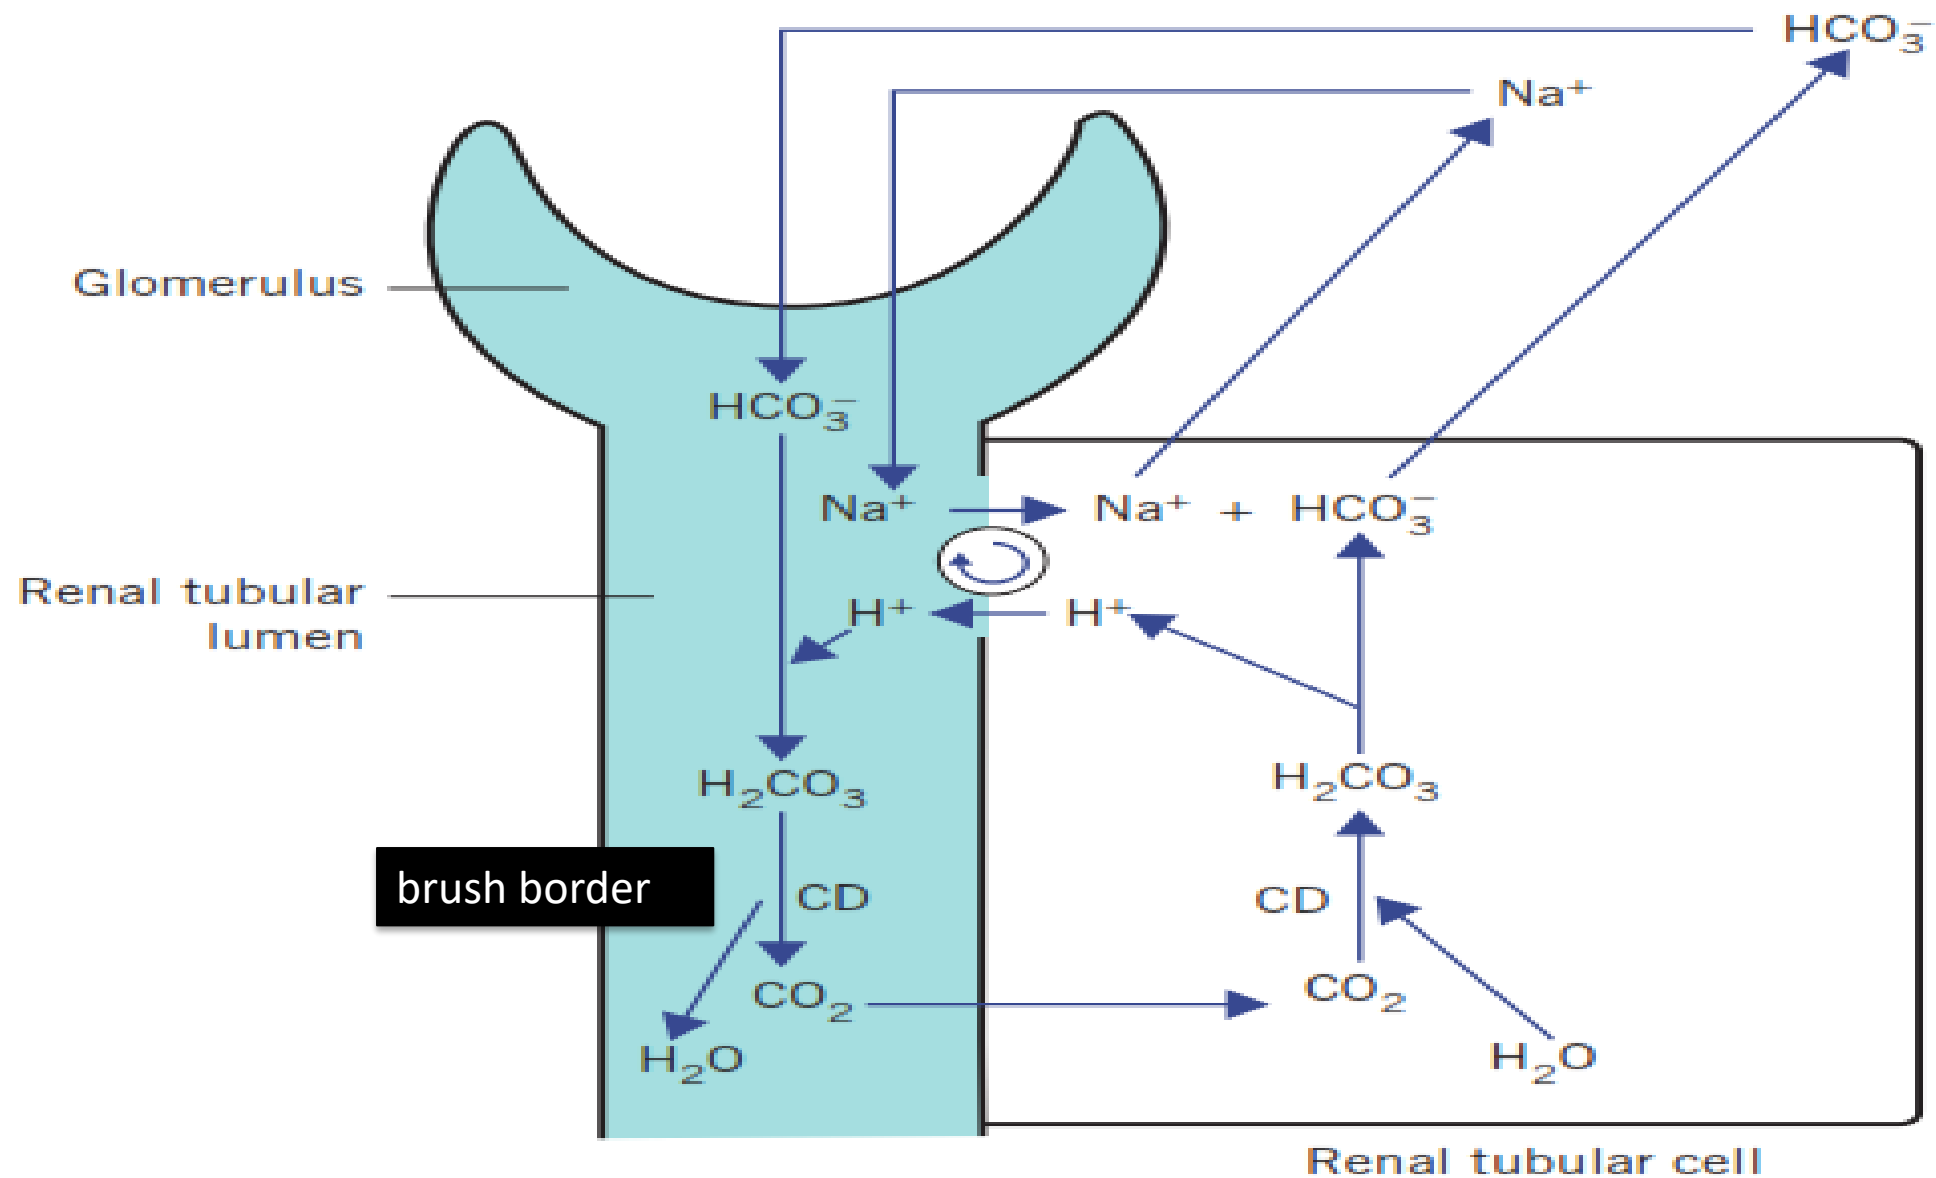 HCO₃⁻
Na⁺
Glomerulus
HCO₃⁻
Na⁺ Na⁺ + HCO₃⁻
Renal tubular
lumen
H⁺ H⁺
H₂CO₃ H₂CO₃
brush border
CD CD
CO₂ CO₂
H₂O H₂O
Renal tubular cell